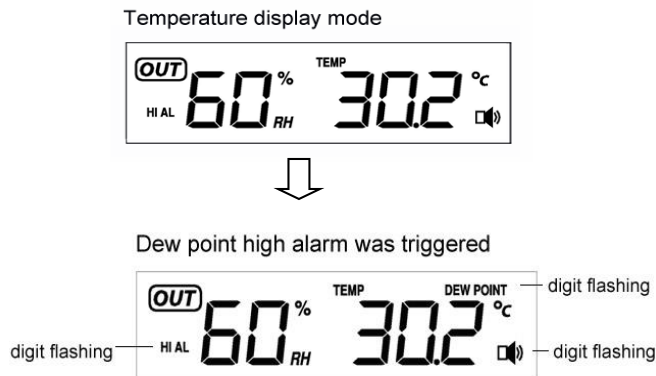 Temperature display mode
OUT 60 % RH TEMP 30.2 °C
HI AL
Dew point high alarm was triggered
OUT 60 % RH TEMP 30.2 DEW POINT °C digit flashing
digit flashing HI AL digit flashing